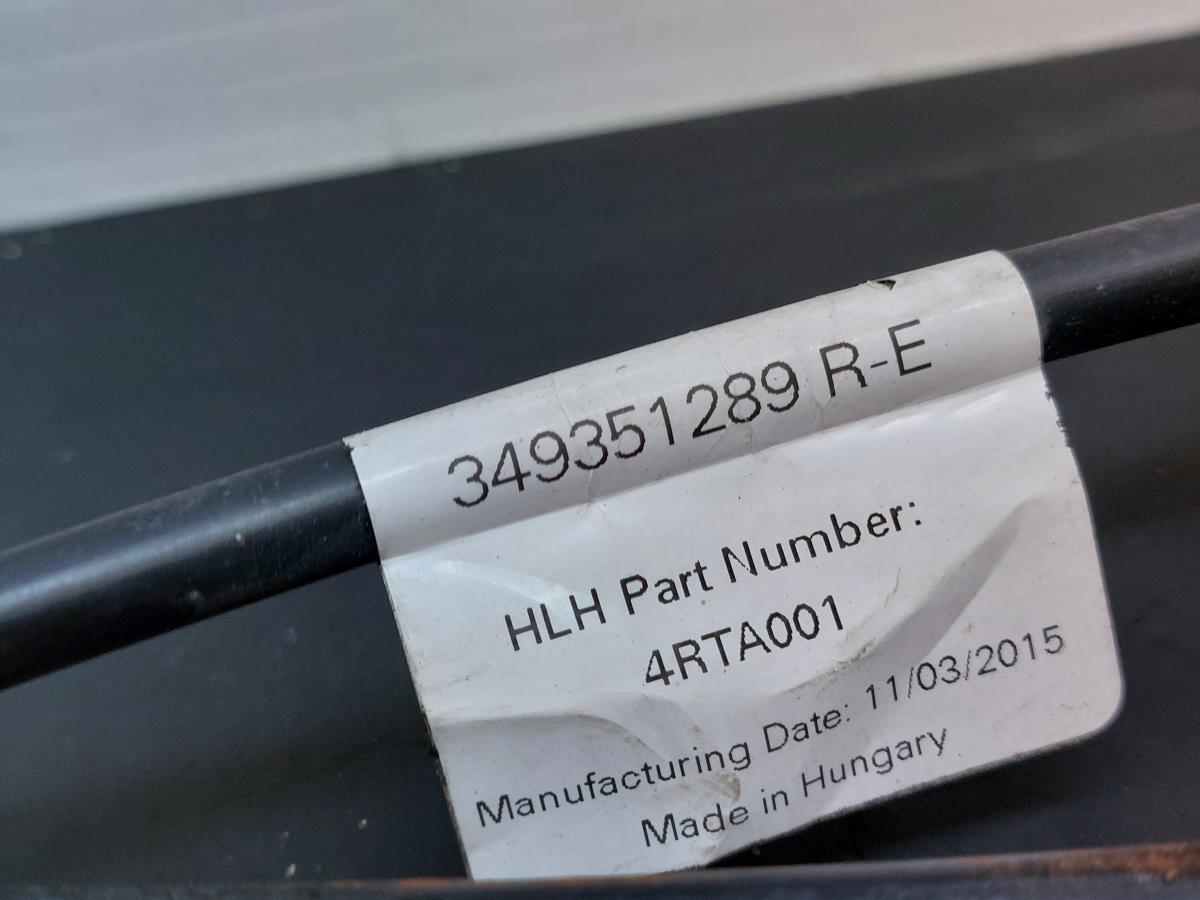 349351289 R-E
HLH Part Number:
4RTA001
Manufacturing Date: 11/03/2015
Made in Hungary